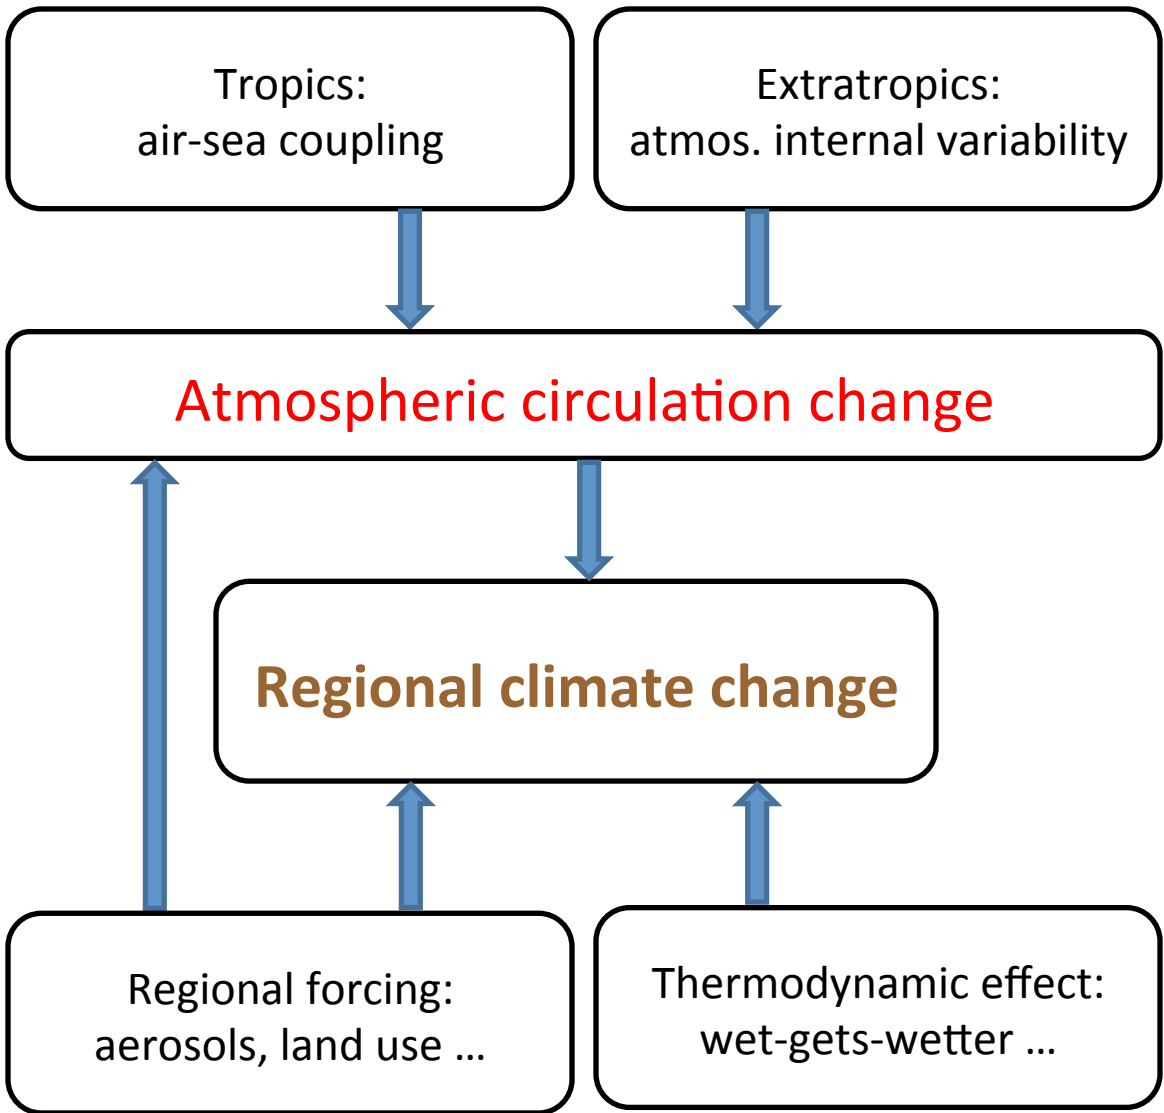 Tropics:
air-sea coupling
Extratropics:
atmos. internal variability
Atmospheric circulation change
Regional climate change
Regional forcing:
aerosols, land use ...
Thermodynamic effect:
wet-gets-wetter ...